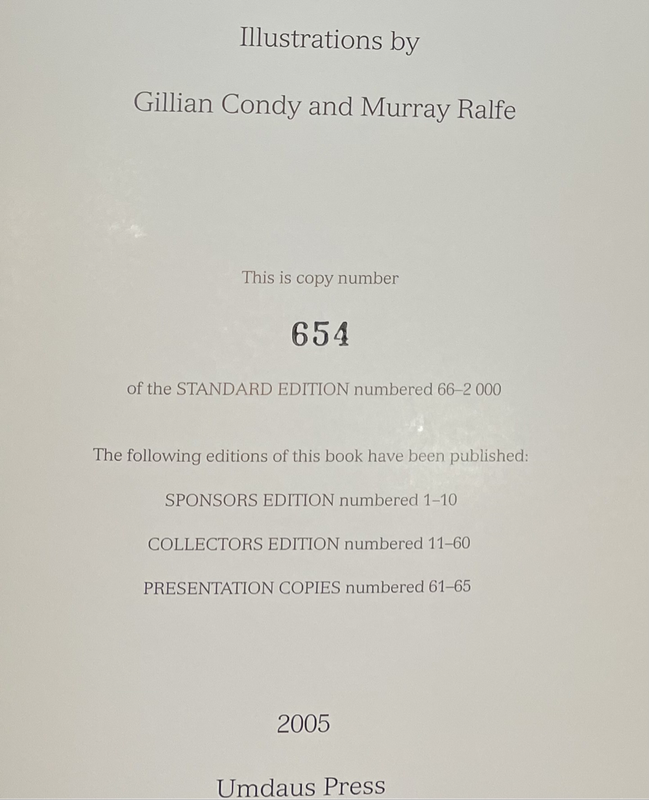 Illustrations by
Gillian Condy and Murray Ralfe
This is copy number
654
of the STANDARD EDITION numbered 66–2 000
The following editions of this book have been published:
SPONSORS EDITION numbered 1–10
COLLECTORS EDITION numbered 11–60
PRESENTATION COPIES numbered 61–65
2005
Umdaus Press